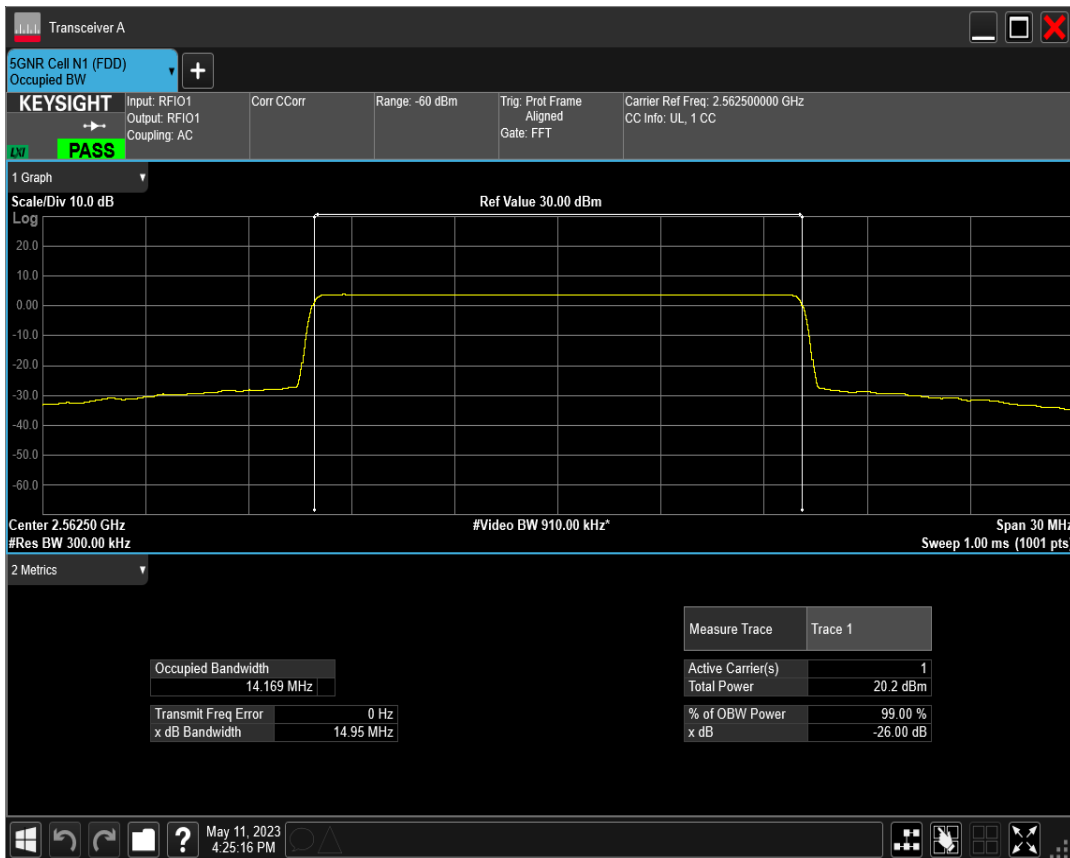 Transceiver A
5GNR Cell N1 (FDD)
Occupied BW
+
KEYSIGHT
LXI
PASS
Input: RFIO1
Output: RFIO1
Coupling: AC
Corr CCorr
Range: -60 dBm
Trig: Prot Frame
Aligned
Gate: FFT
Carrier Ref Freq: 2.562500000 GHz
CC Info: UL, 1 CC
1 Graph
Scale/Div 10.0 dB
Ref Value 30.00 dBm
Log
20.0
10.0
0.00
-10.0
-20.0
-30.0
-40.0
-50.0
-60.0
Center 2.56250 GHz
#Video BW 910.00 kHz*
Span 30 MHz
#Res BW 300.00 kHz
Sweep 1.00 ms (1001 pts)
2 Metrics
Measure Trace Trace 1
Occupied Bandwidth
14.169 MHz
Active Carrier(s) 1
Total Power 20.2 dBm
Transmit Freq Error 0 Hz
x dB Bandwidth 14.95 MHz
% of OBW Power 99.00 %
x dB -26.00 dB
?
May 11, 2023
4:25:16 PM